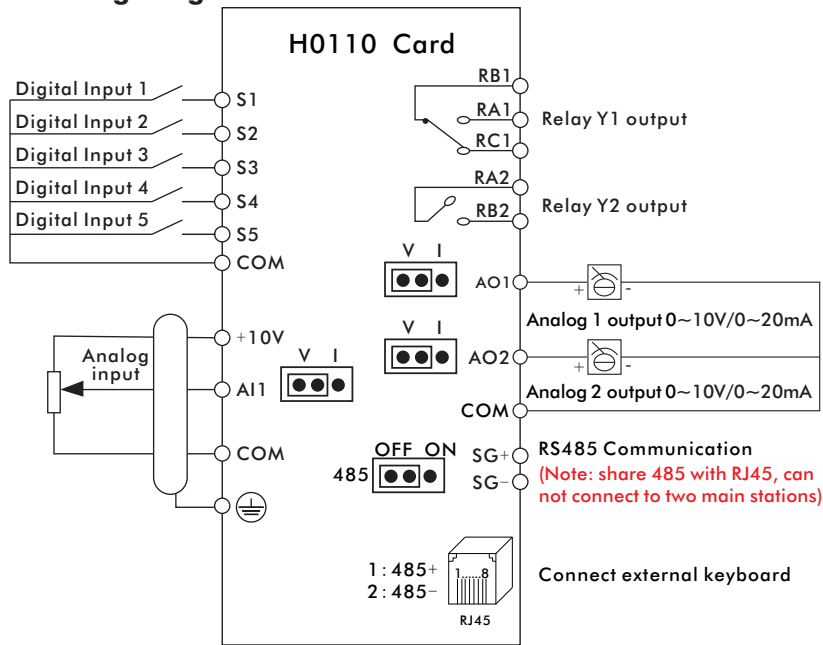 H0110 Card
Digital Input 1
S1
Digital Input 2
S2
Digital Input 3
S3
Digital Input 4
S4
Digital Input 5
S5
COM
+10V
Analog
input
AI1
COM
V I
RB1
RA1
RC1
Relay Y1 output
RA2
RB2
Relay Y2 output
V I
AO1
+ -
Analog 1 output 0~10V/0~20mA
V I
AO2
+ -
Analog 2 output 0~10V/0~20mA
COM
OFF ON
485
SG+
SG-
RS485 Communication
(Note: share 485 with RJ45, can
not connect to two main stations)
1:485+
2:485-
1......8
RJ45
Connect external keyboard